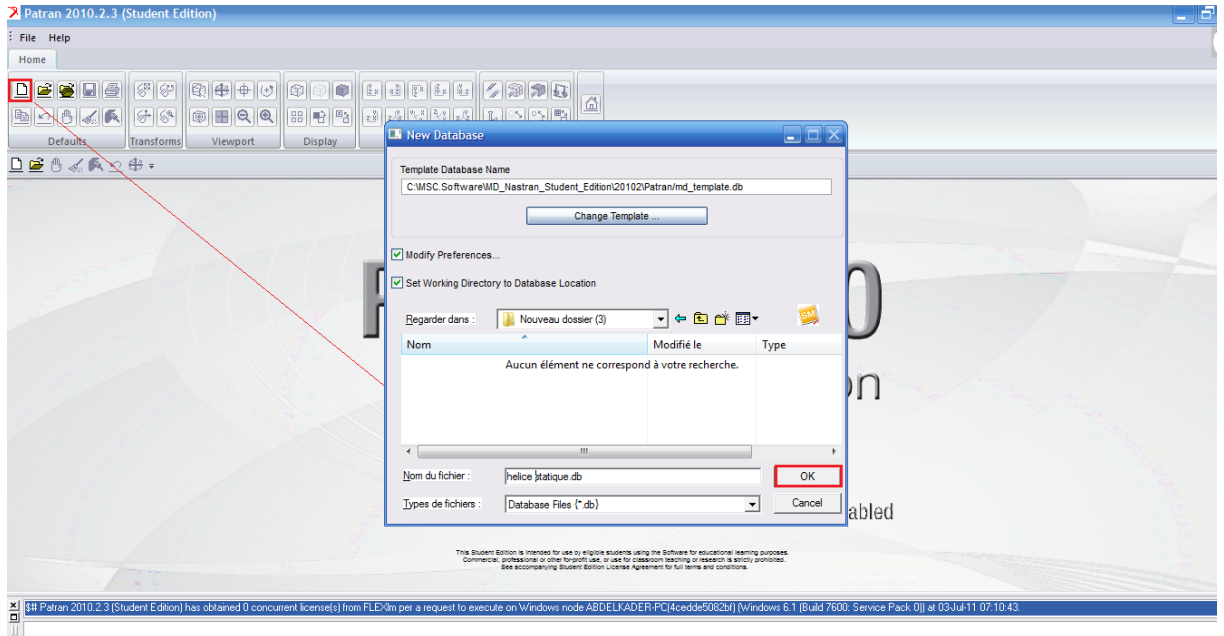 Patran 2010.2.3 (Student Edition)
File Help
Home
Defaults Transforms Viewport Display
New Database
Template Database Name
C:\MSC.Software\MD_Nastran_Student_Edition\20102\Patran/md_template.db
Change Template ...
Modify Preferences...
Set Working Directory to Database Location
Regarder dans : Nouveau dossier (3)
Nom Modifié le Type
Aucun élément ne correspond à votre recherche.
Nom du fichier : helice statique.db OK
Types de fichiers : Database Files (*.db) Cancel
0
on
abled
This Student Edition is intended for use by eligible students using the Software for educational learning purposes.
Commercial, professional or other for-profit use, or use for classroom teaching or research is strictly prohibited.
See accompanying Student Edition License Agreement for full terms and conditions.
$# Patran 2010.2.3 (Student Edition) has obtained 0 concurrent license(s) from FLEXlm per a request to execute on Windows node ABDELKADER-PC(4cedde5082bf) (Windows 6.1 (Build 7600: Service Pack 0)) at 03-Jul-11 07:10:43.